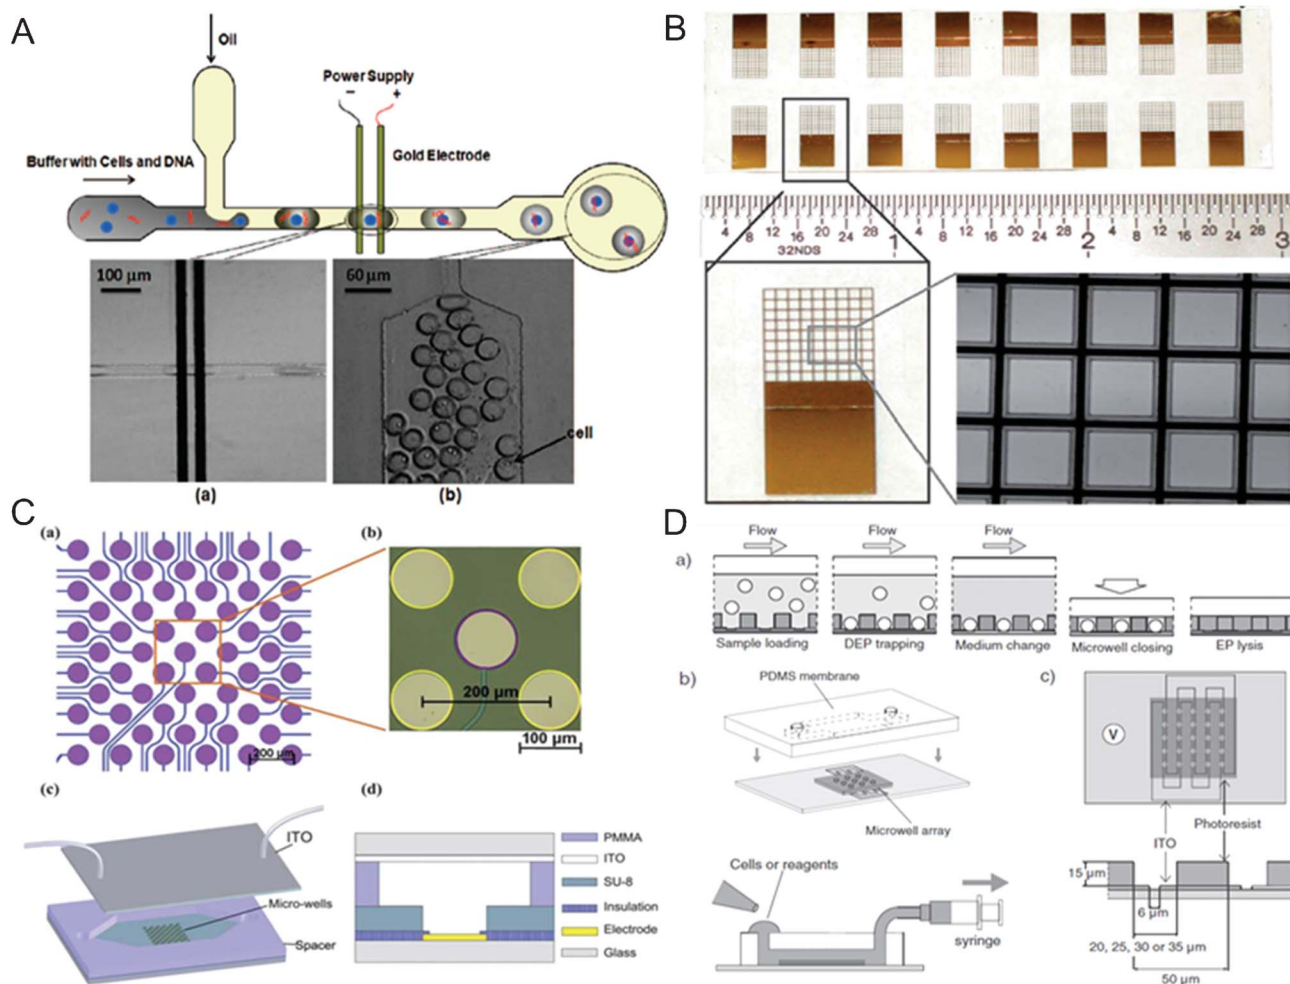 A
Oil
Power Supply
− +
Gold Electrode
Buffer with Cells and DNA
100 µm
60 µm
cell
(a)
(b)
B
4 8 12 16 20 24 28 1 4 8 12 16 20 24 28 2 4 8 12 16 20 24 28 3
32NDS
C
(a)
(b)
200 µm
200 µm
100 µm
(c)
(d)
ITO
Micro-wells
Spacer
PMMA
ITO
SU-8
Insulation
Electrode
Glass
D
a)
Flow
Flow
Flow
Sample loading
DEP trapping
Medium change
Microwell closing
EP lysis
b)
PDMS membrane
Microwell array
Cells or reagents
syringe
c)
V
Photoresist
ITO
15 µm
6 µm
20, 25, 30 or 35 µm
50 µm